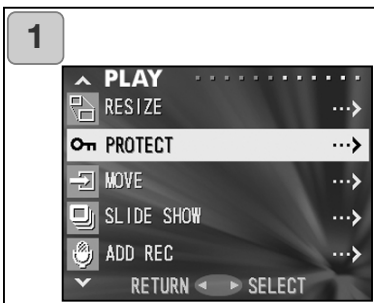 1
PLAY
RESIZE
PROTECT
MOVE
SLIDE SHOW
ADD REC
RETURN SELECT